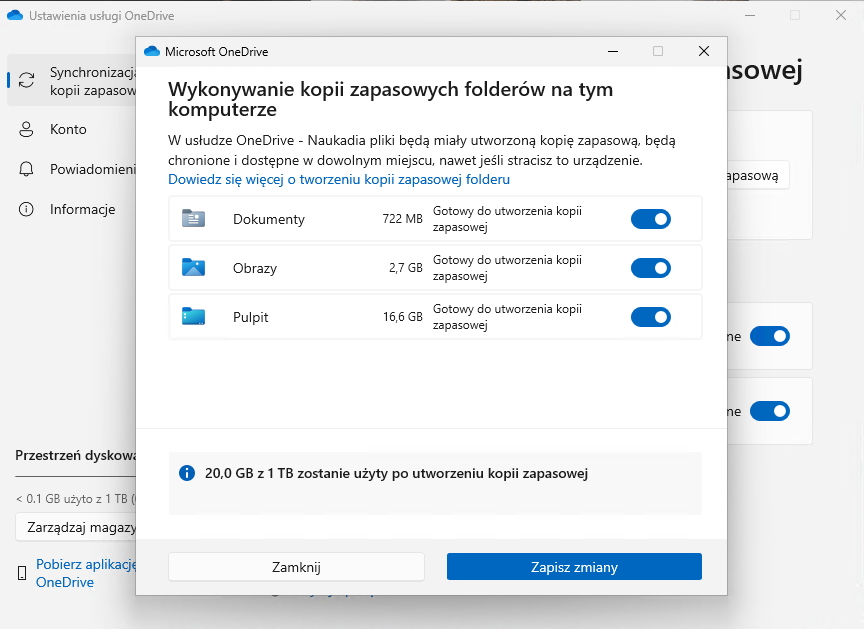 Ustawienia usługi OneDrive
Microsoft OneDrive
Wykonywanie kopii zapasowych folderów na tym
komputerze
W usłudze OneDrive - Naukadia pliki będą miały utworzoną kopię zapasową, będą
chronione i dostępne w dowolnym miejscu, nawet jeśli stracisz to urządzenie.
Dowiedz się więcej o tworzeniu kopii zapasowej folderu
Dokumenty 722 MB Gotowy do utworzenia kopii
zapasowej
Obrazy 2,7 GB Gotowy do utworzenia kopii
zapasowej
Pulpit 16,6 GB Gotowy do utworzenia kopii
zapasowej
20,0 GB z 1 TB zostanie użyty po utworzeniu kopii zapasowej
Zamknij
Zapisz zmiany
Synchronizacja
kopii zapasow
Konto
Powiadomieni
Informacje
Przestrzeń dyskowa
< 0.1 GB użyto z 1 TB (
Zarządzaj magazy
Pobierz aplikację
OneDrive
asowej
apasową
ne
ne